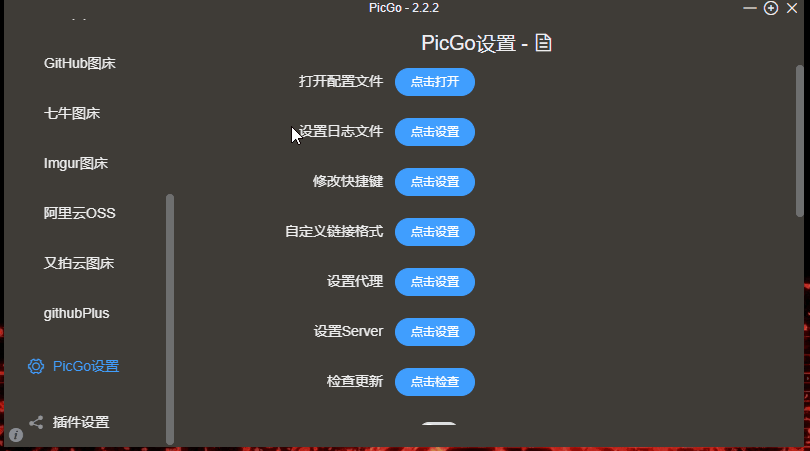 PicGo - 2.2.2
GitHub图床
七牛图床
Imgur图床
阿里云OSS
又拍云图床
githubPlus
PicGo设置
插件设置
PicGo设置 -
打开配置文件 点击打开
设置日志文件 点击设置
修改快捷键 点击设置
自定义链接格式 点击设置
设置代理 点击设置
设置Server 点击设置
检查更新 点击检查